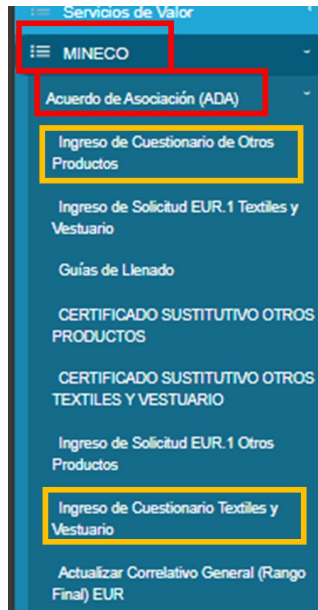 Servicios de Valor
MINECO
Acuerdo de Asociación (ADA)
Ingreso de Cuestionario de Otros
Productos
Ingreso de Solicitud EUR.1 Textiles y
Vestuario
Guías de Llenado
CERTIFICADO SUSTITUTIVO OTROS
PRODUCTOS
CERTIFICADO SUSTITUTIVO OTROS
TEXTILES Y VESTUARIO
Ingreso de Solicitud EUR.1 Otros
Productos
Ingreso de Cuestionario Textiles y
Vestuario
Actualizar Correlativo General (Rango
Final) EUR